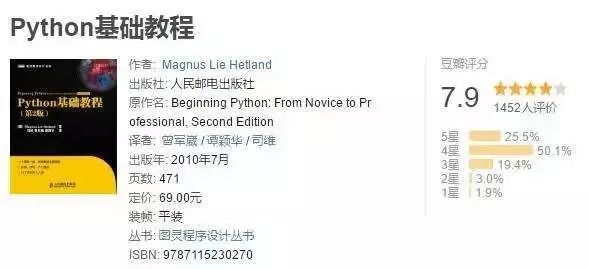 Python基础教程
Python基础教程
(第2版)
作者: Magnus Lie Hetland
出版社: 人民邮电出版社
原作名: Beginning Python: From Novice to Pr
ofessional, Second Edition
译者: 曾军崴 / 谭颖华 / 司维
出版年: 2010年7月
页数: 471
定价: 69.00元
装帧: 平装
丛书: 图灵程序设计丛书
ISBN: 9787115230270
豆瓣评分
7.9
1452人评价
5星 25.5%
4星 50.1%
3星 19.4%
2星 3.0%
1星 1.9%